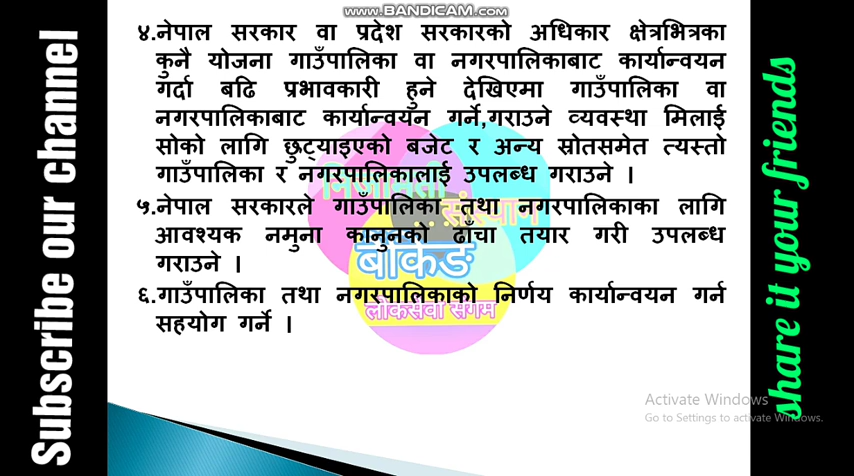 www.BANDICAM.com
Subscribe our channel
४.नेपाल सरकार वा प्रदेश सरकारको अधिकार क्षेत्रभित्रका
कुनै योजना गाउँपालिका वा नगरपालिकाबाट कार्यान्वयन
गर्दा बढि प्रभावकारी हुने देखिएमा गाउँपालिका वा
नगरपालिकाबाट कार्यान्वयन गर्ने,गराउने व्यवस्था मिलाई
सोको लागि छुट्याइएको बजेट र अन्य स्रोतसमेत त्यस्तो
गाउँपालिका र नगरपालिकालाई उपलब्ध गराउने ।
५.नेपाल सरकारले गाउँपालिका तथा नगरपालिकाका लागि
आवश्यक नमुना कानुनको ढाँचा तयार गरी उपलब्ध
गराउने ।
६.गाउँपालिका तथा नगरपालिकाको निर्णय कार्यान्वयन गर्न
सहयोग गर्ने ।
निजामती
संस्थान
बैंकिङ
लोकसेवा संगम
share it your friends
Activate Windows
Go to Settings to activate Windows.